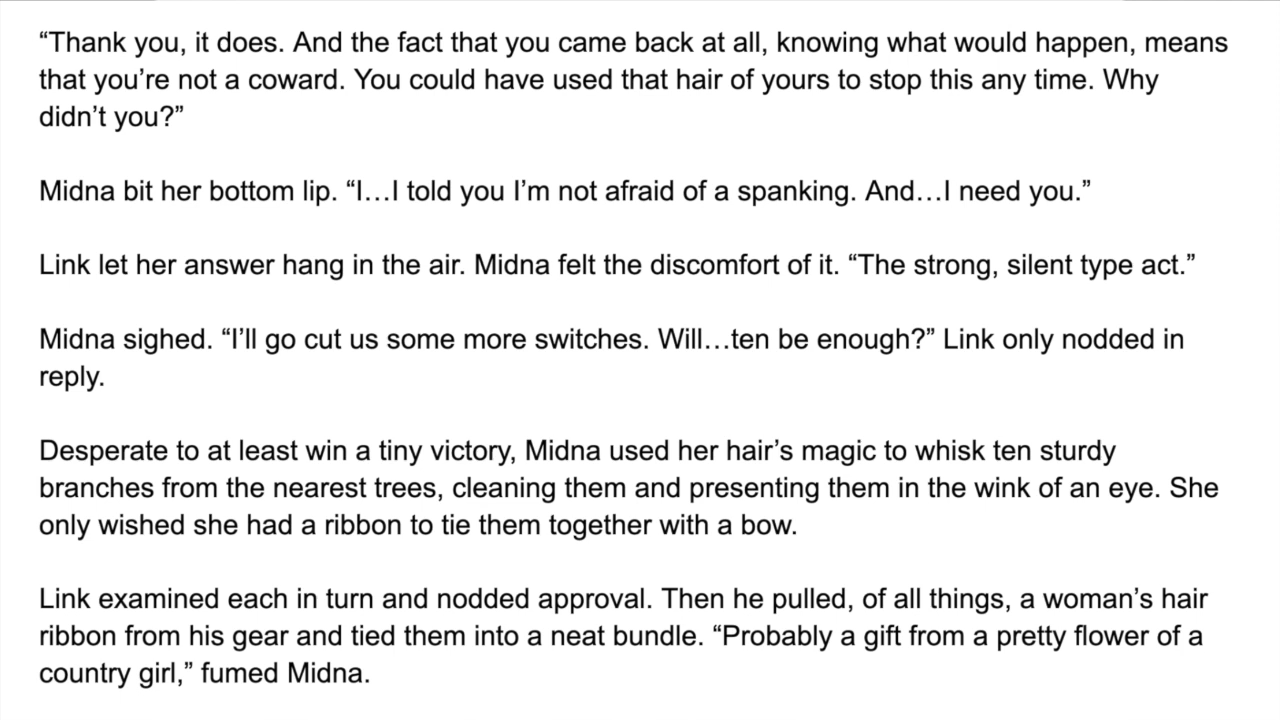 “Thank you, it does. And the fact that you came back at all, knowing what would happen, means
that you’re not a coward. You could have used that hair of yours to stop this any time. Why
didn’t you?”
Midna bit her bottom lip. “I…I told you I’m not afraid of a spanking. And…I need you.”
Link let her answer hang in the air. Midna felt the discomfort of it. “The strong, silent type act.”
Midna sighed. “I’ll go cut us some more switches. Will…ten be enough?” Link only nodded in
reply.
Desperate to at least win a tiny victory, Midna used her hair’s magic to whisk ten sturdy
branches from the nearest trees, cleaning them and presenting them in the wink of an eye. She
only wished she had a ribbon to tie them together with a bow.
Link examined each in turn and nodded approval. Then he pulled, of all things, a woman’s hair
ribbon from his gear and tied them into a neat bundle. “Probably a gift from a pretty flower of a
country girl,” fumed Midna.